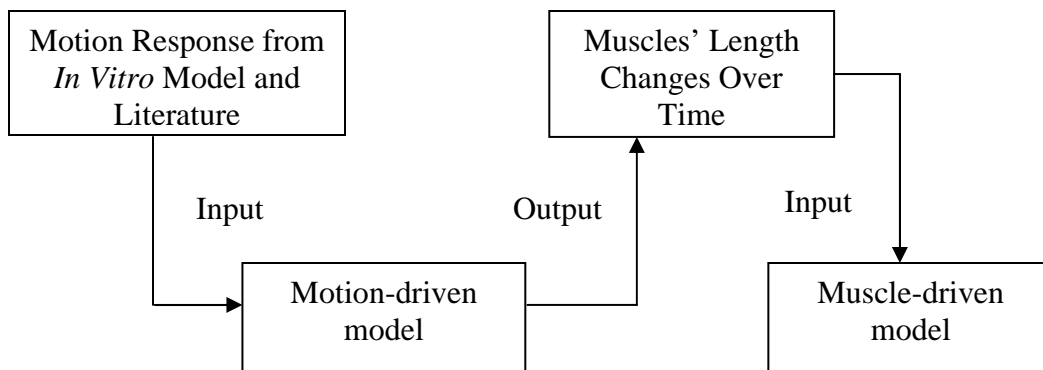 Motion Response from
In Vitro Model and
Literature
Muscles’ Length
Changes Over
Time
Input
Output
Input
Motion-driven
model
Muscle-driven
model